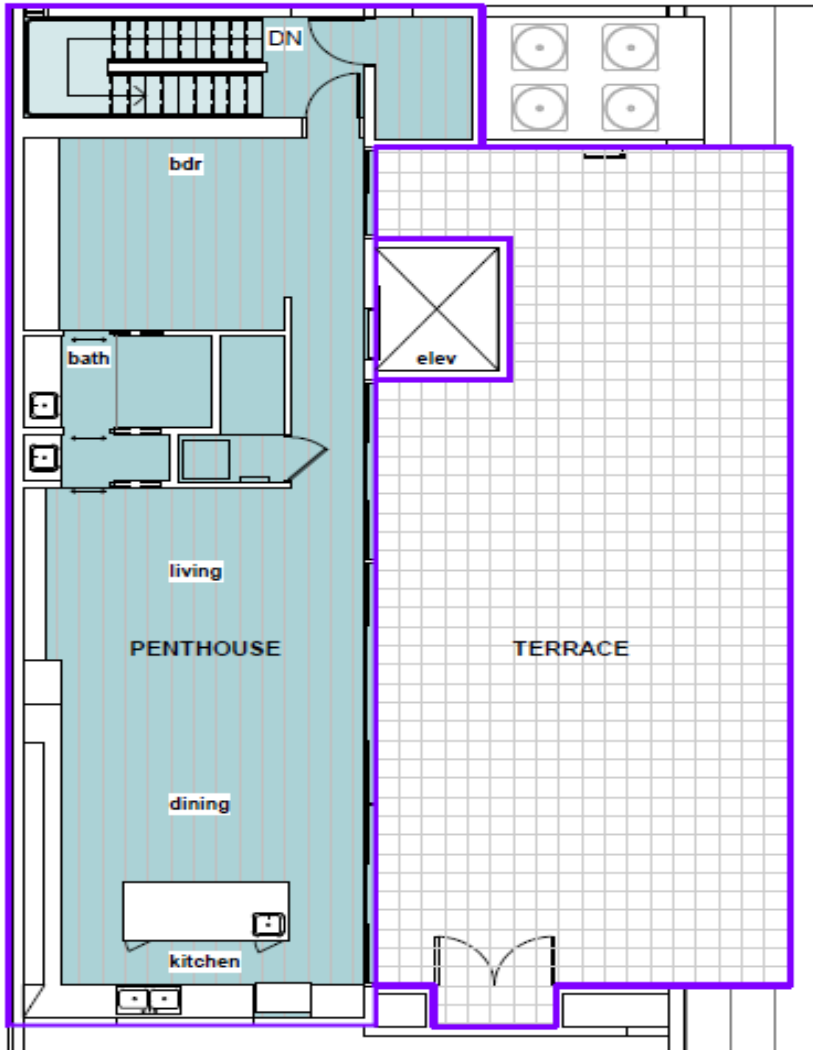 DN
bdr
bath
elev
living
PENTHOUSE
TERRACE
dining
kitchen